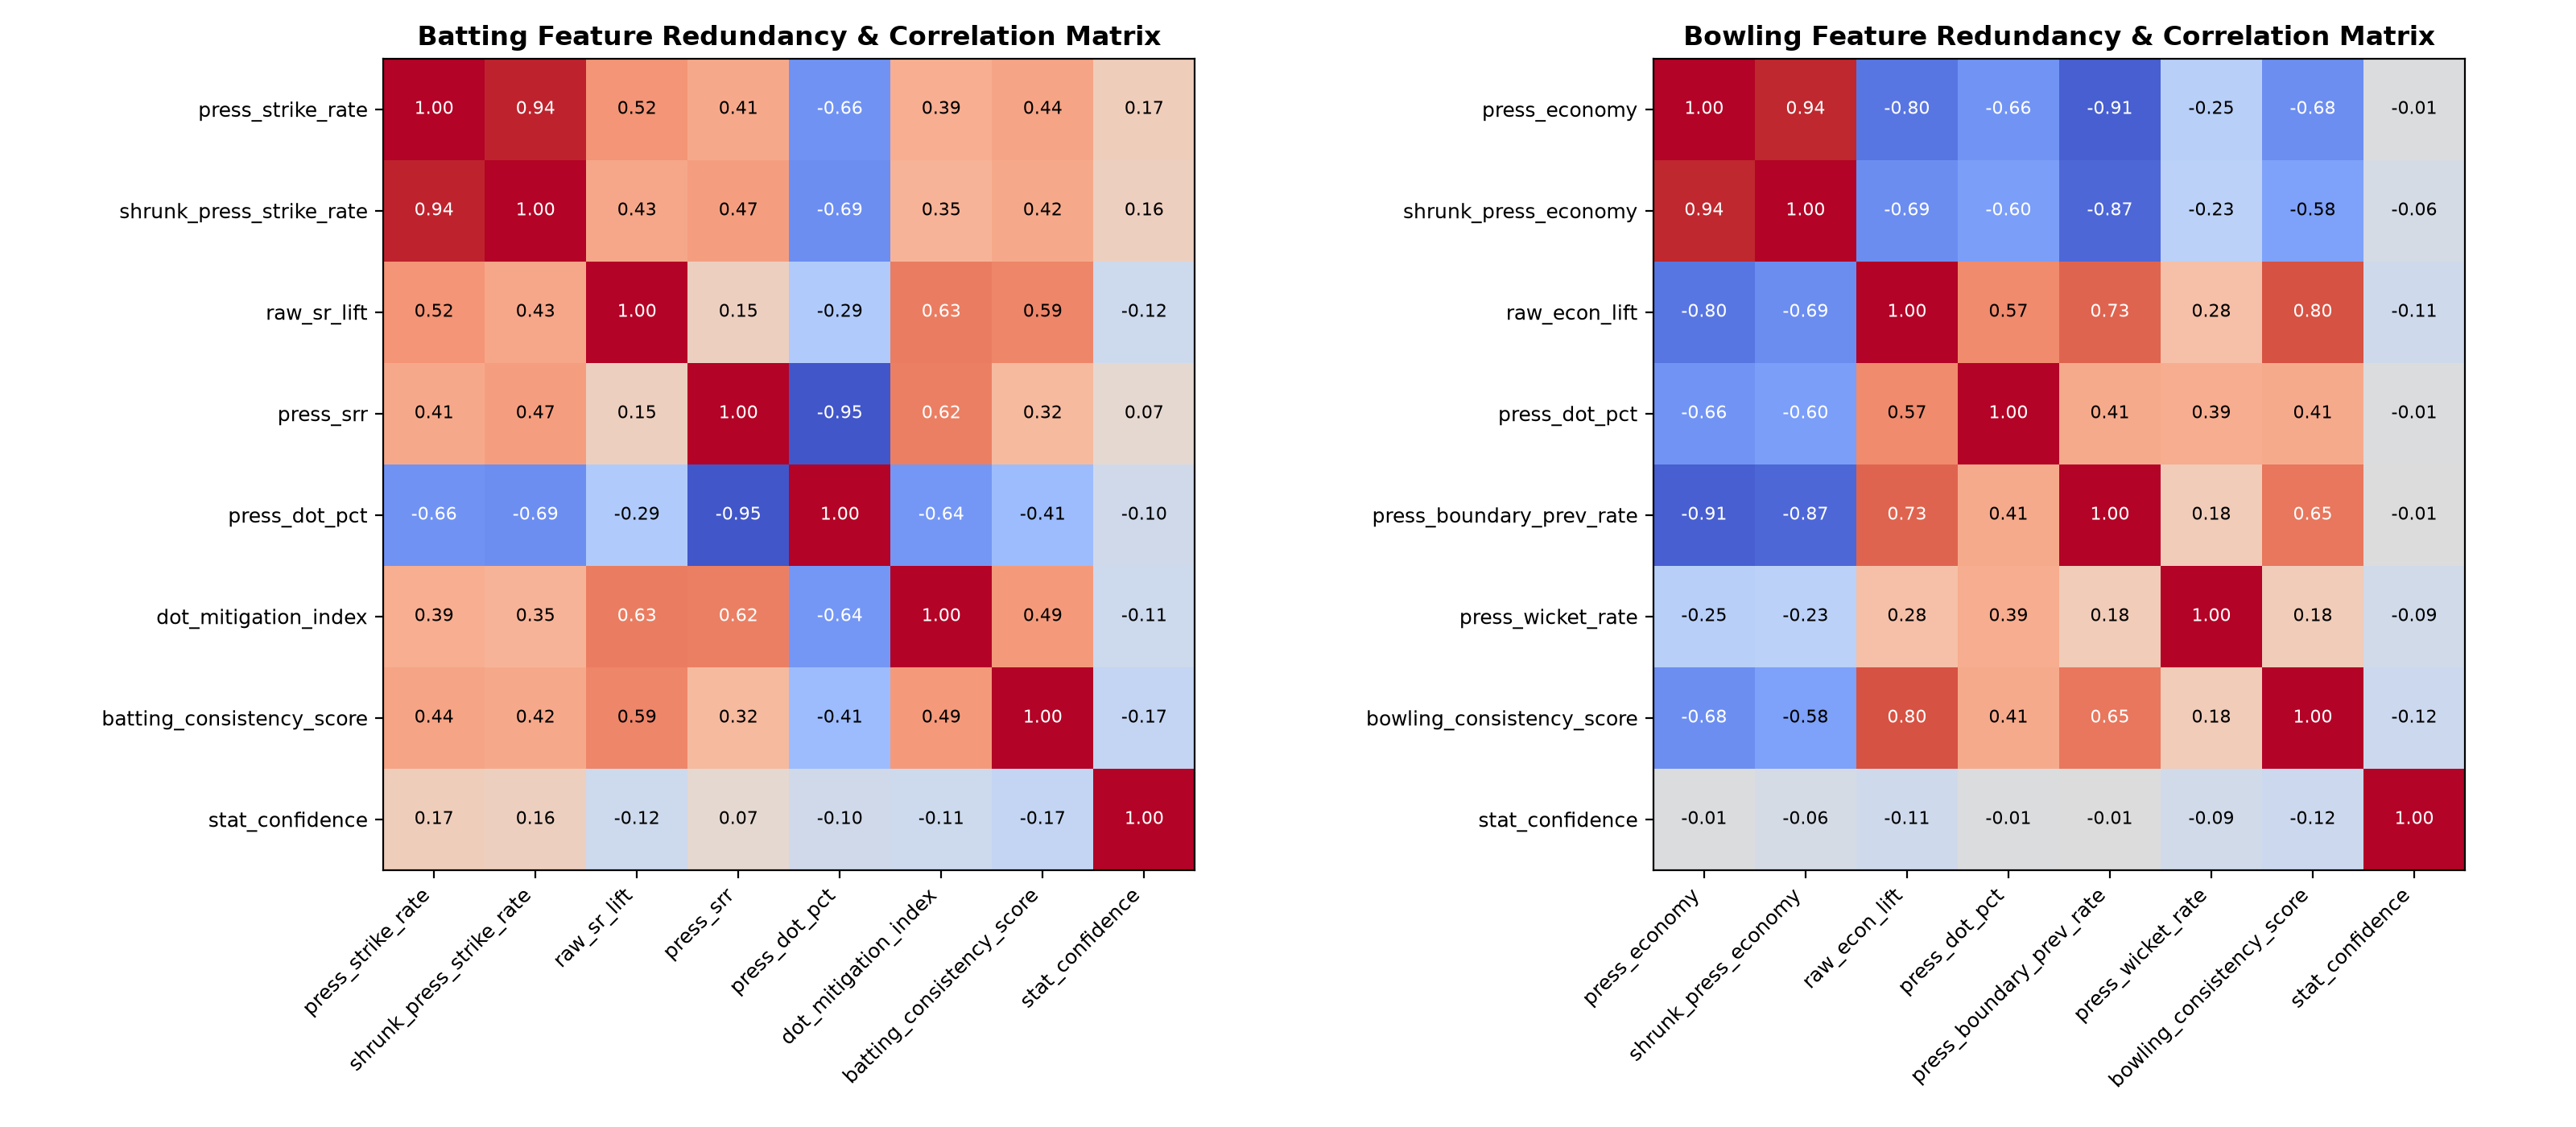 Batting Feature Redundancy & Correlation Matrix
press_strike_rate 1.00 0.94 0.52 0.41 -0.66 0.39 0.44 0.17
shrunk_press_strike_rate 0.94 1.00 0.43 0.47 -0.69 0.35 0.42 0.16
raw_sr_lift 0.52 0.43 1.00 0.15 -0.29 0.63 0.59 -0.12
press_srr 0.41 0.47 0.15 1.00 -0.95 0.62 0.32 0.07
press_dot_pct -0.66 -0.69 -0.29 -0.95 1.00 -0.64 -0.41 -0.10
dot_mitigation_index 0.39 0.35 0.63 0.62 -0.64 1.00 0.49 -0.11
batting_consistency_score 0.44 0.42 0.59 0.32 -0.41 0.49 1.00 -0.17
stat_confidence 0.17 0.16 -0.12 0.07 -0.10 -0.11 -0.17 1.00
press_strike_rate
shrunk_press_strike_rate
raw_sr_lift
press_srr
press_dot_pct
dot_mitigation_index
batting_consistency_score
stat_confidence
Bowling Feature Redundancy & Correlation Matrix
press_economy 1.00 0.94 -0.80 -0.66 -0.91 -0.25 -0.68 -0.01
shrunk_press_economy 0.94 1.00 -0.69 -0.60 -0.87 -0.23 -0.58 -0.06
raw_econ_lift -0.80 -0.69 1.00 0.57 0.73 0.28 0.80 -0.11
press_dot_pct -0.66 -0.60 0.57 1.00 0.41 0.39 0.41 -0.01
press_boundary_prev_rate -0.91 -0.87 0.73 0.41 1.00 0.18 0.65 -0.01
press_wicket_rate -0.25 -0.23 0.28 0.39 0.18 1.00 0.18 -0.09
bowling_consistency_score -0.68 -0.58 0.80 0.41 0.65 0.18 1.00 -0.12
stat_confidence -0.01 -0.06 -0.11 -0.01 -0.01 -0.09 -0.12 1.00
press_economy
shrunk_press_economy
raw_econ_lift
press_dot_pct
press_boundary_prev_rate
press_wicket_rate
bowling_consistency_score
stat_confidence